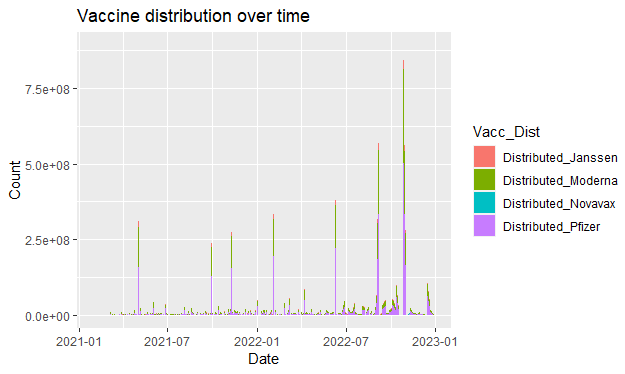 Vaccine distribution over time
7.5e+08
5.0e+08
2.5e+08
0.0e+00
Count
2021-01 2021-07 2022-01 2022-07 2023-01
Date
Vacc_Dist
Distributed_Janssen
Distributed_Moderna
Distributed_Novavax
Distributed_Pfizer